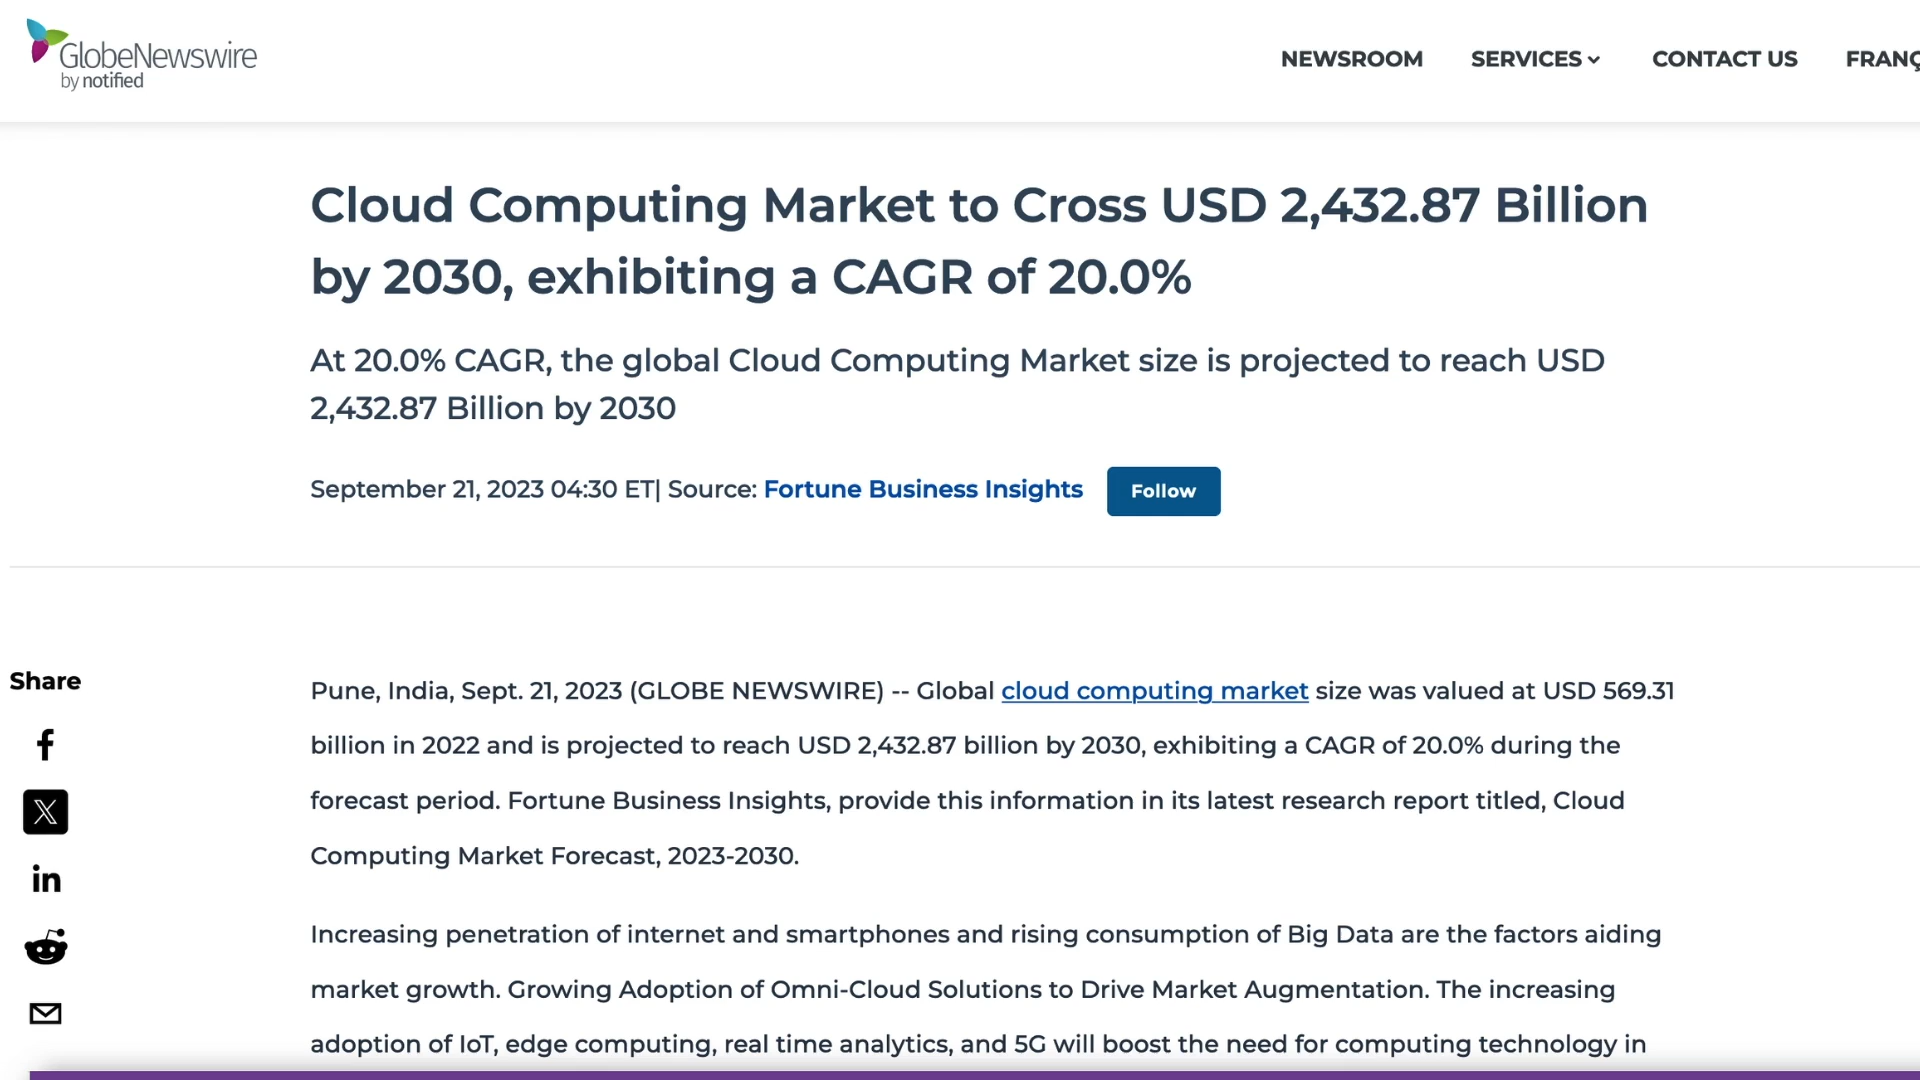 GlobeNewswire
by notified
NEWSROOM
SERVICES
CONTACT US
FRANÇ
Cloud Computing Market to Cross USD 2,432.87 Billion
by 2030, exhibiting a CAGR of 20.0%
At 20.0% CAGR, the global Cloud Computing Market size is projected to reach USD
2,432.87 Billion by 2030
September 21, 2023 04:30 ET| Source: Fortune Business Insights
Follow
Share
Pune, India, Sept. 21, 2023 (GLOBE NEWSWIRE) -- Global cloud computing market size was valued at USD 569.31
billion in 2022 and is projected to reach USD 2,432.87 billion by 2030, exhibiting a CAGR of 20.0% during the
forecast period. Fortune Business Insights, provide this information in its latest research report titled, Cloud
Computing Market Forecast, 2023-2030.
Increasing penetration of internet and smartphones and rising consumption of Big Data are the factors aiding
market growth. Growing Adoption of Omni-Cloud Solutions to Drive Market Augmentation. The increasing
adoption of IoT, edge computing, real time analytics, and 5G will boost the need for computing technology in